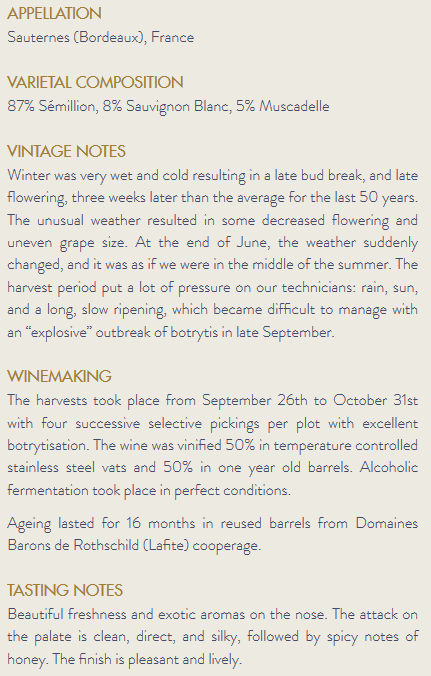 APPELLATION
Sauternes (Bordeaux), France
VARIETAL COMPOSITION
87% Sémillion, 8% Sauvignon Blanc, 5% Muscadelle
VINTAGE NOTES
Winter was very wet and cold resulting in a late bud break, and late
flowering, three weeks later than the average for the last 50 years.
The unusual weather resulted in some decreased flowering and
uneven grape size. At the end of June, the weather suddenly
changed, and it was as if we were in the middle of the summer. The
harvest period put a lot of pressure on our technicians: rain, sun,
and a long, slow ripening, which became difficult to manage with
an “explosive” outbreak of botrytis in late September.
WINEMAKING
The harvests took place from September 26th to October 31st
with four successive selective pickings per plot with excellent
botrytisation. The wine was vinified 50% in temperature controlled
stainless steel vats and 50% in one year old barrels. Alcoholic
fermentation took place in perfect conditions.
Ageing lasted for 16 months in reused barrels from Domaines
Barons de Rothschild (Lafite) cooperage.
TASTING NOTES
Beautiful freshness and exotic aromas on the nose. The attack on
the palate is clean, direct, and silky, followed by spicy notes of
honey. The finish is pleasant and lively.